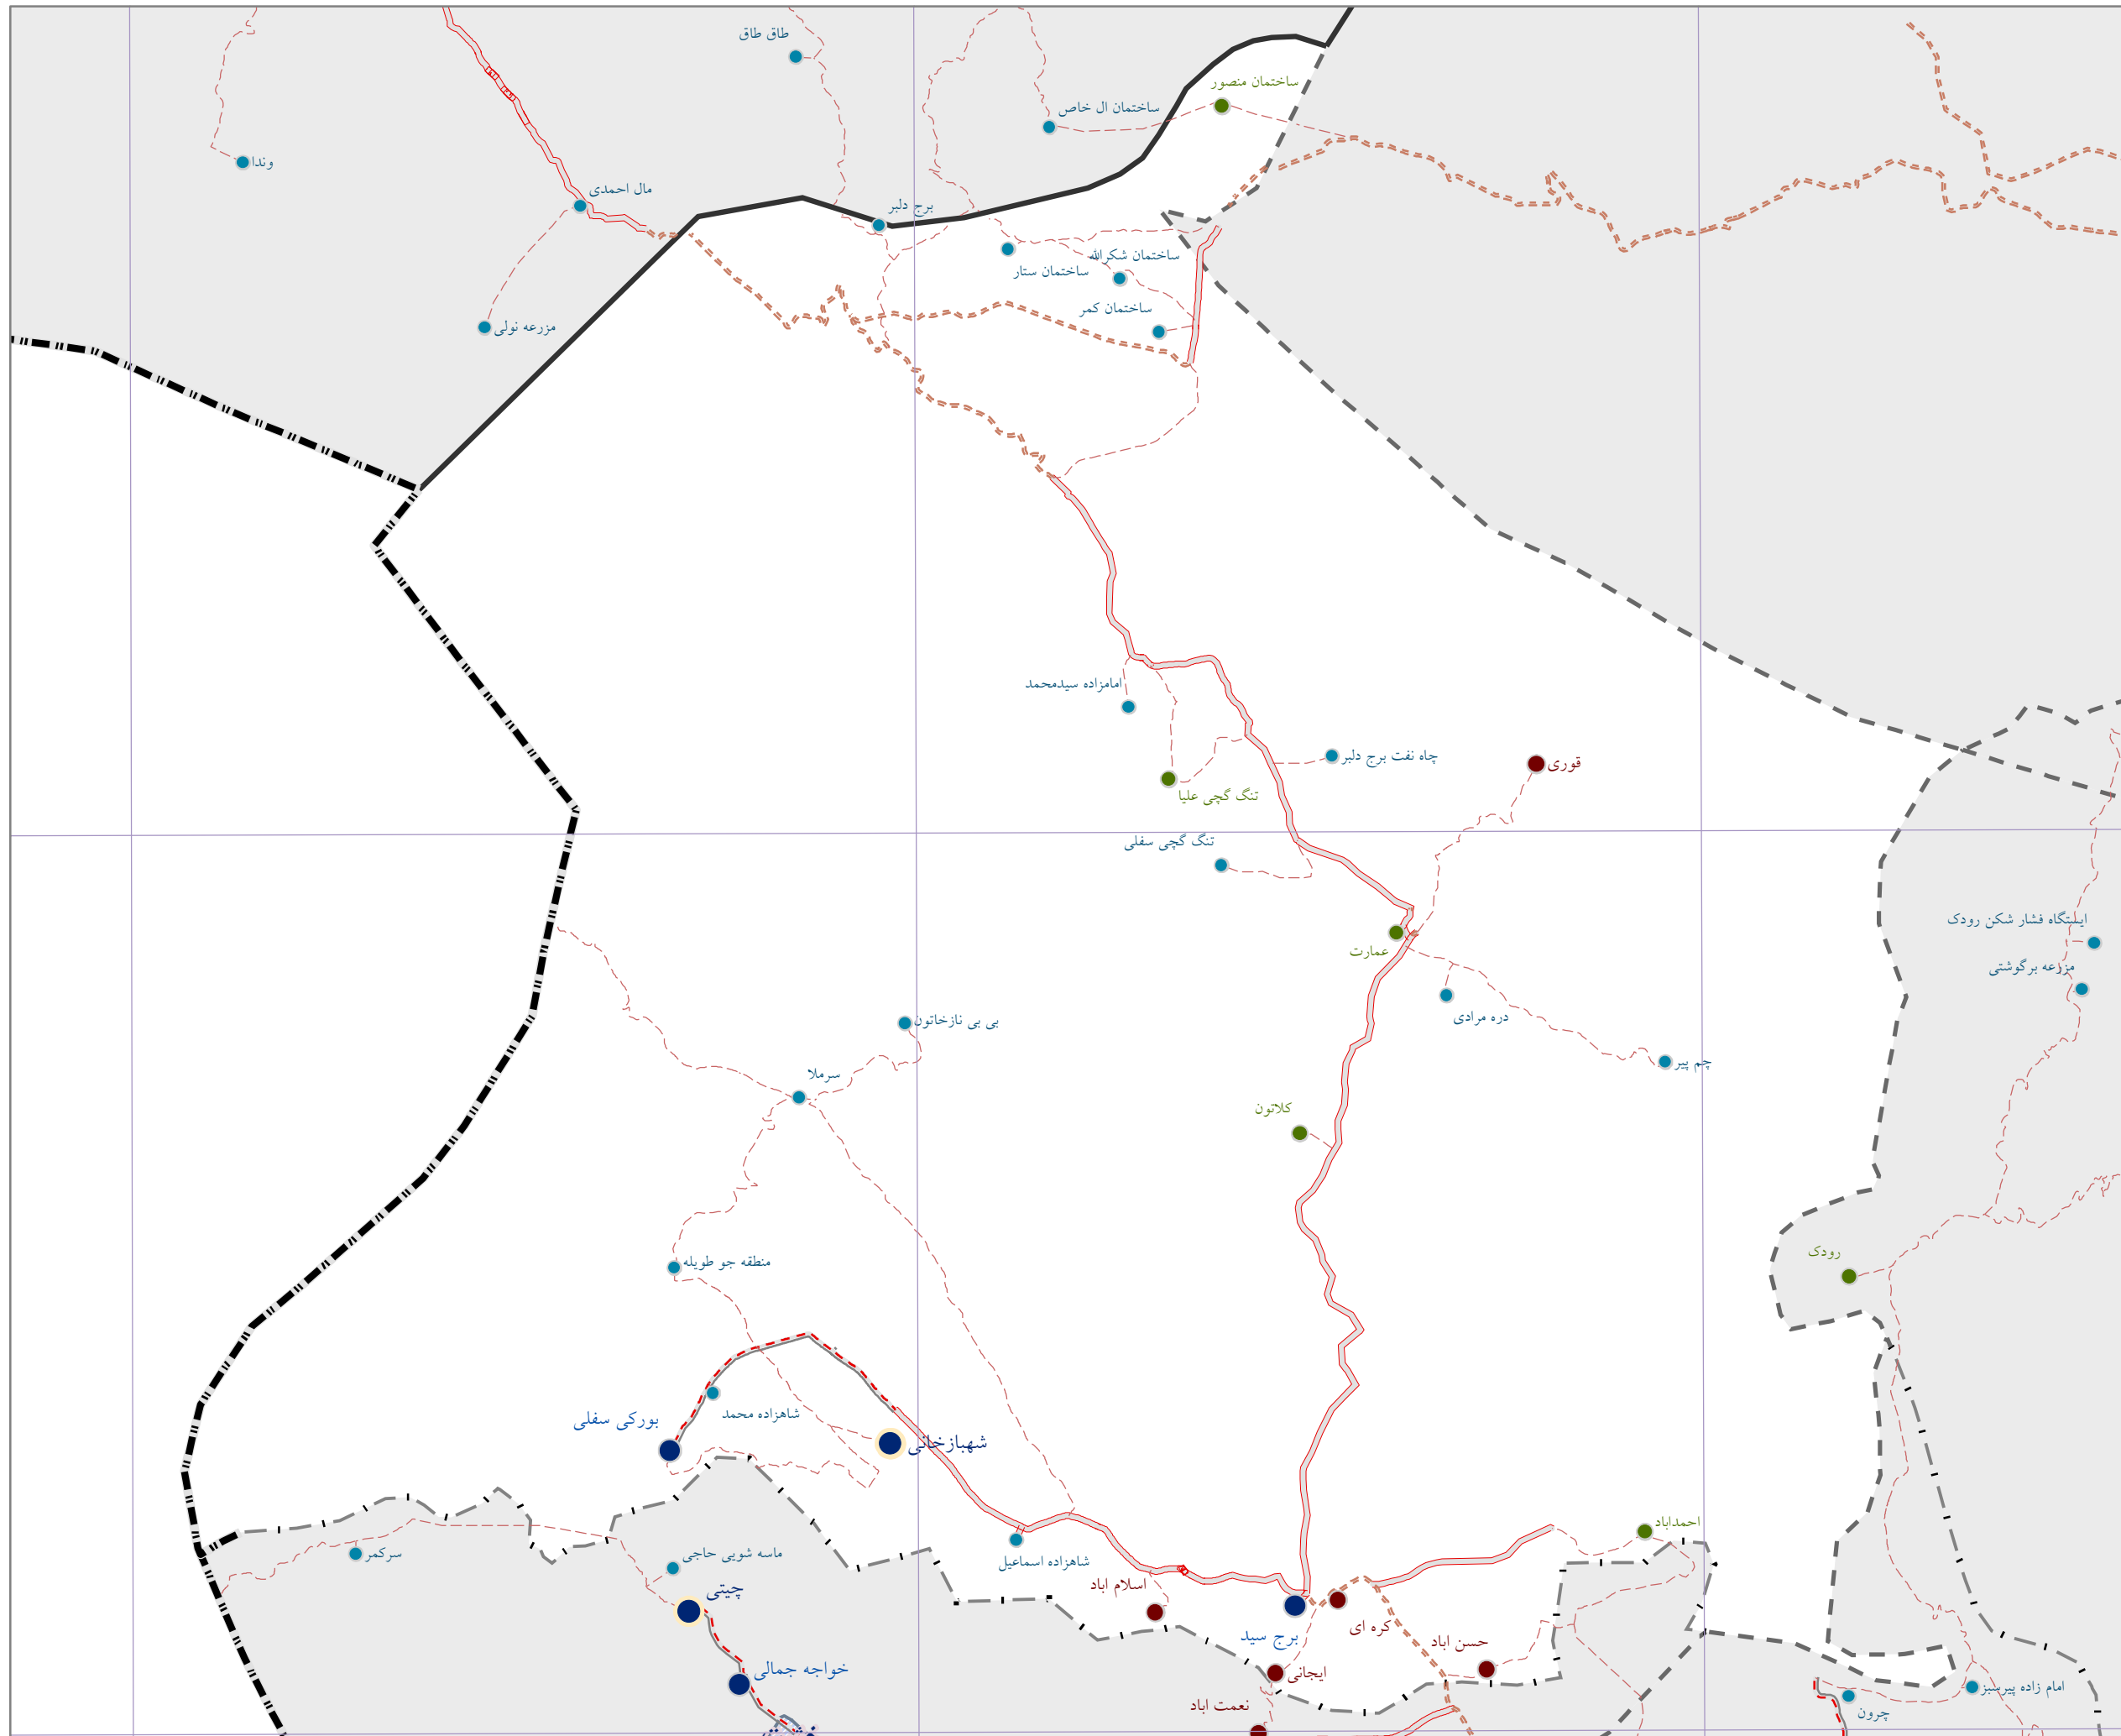 طاق طاق
ساختمان منصور
ساختمان ال خاص
وندا
مال احمدی
برج دلبر
ساختمان شکرالله
ساختمان ستار
ساختمان کمر
مزرعه نولی
امامزاده سیدمحمد
چاه نفت برج دلبر
قوری
تنگ گچی علیا
تنگ گچی سفلی
ایستگاه فشار شکن رودک
عمارت
مزرعه برگوشتی
دره مرادی
بی بی نازخاتون
چم پیر
سرملا
کلاتون
رودک
منطقه جو طویله
شاهزاده محمد
بورکی سفلی
شهبازخانی
احمداباد
سرکمر
ماسه شویی حاجی
شاهزاده اسماعیل
چیتی
اسلام اباد
کره ای
برج سید
حسن اباد
خواجه جمالی
ایجانی
امام زاده پیرسبز
نعمت اباد
چرون